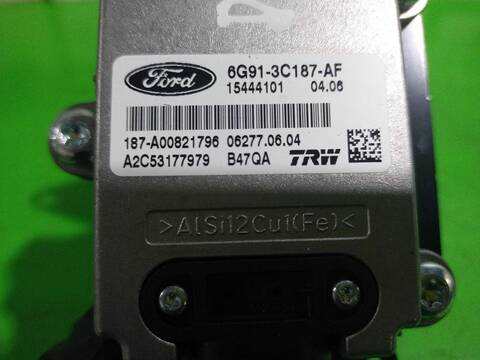 Ford 6G91-3C187-AF
15444101 04.06
187-A00821796 06277.06.04
A2C53177979 B47QA TRW
>AlSi12Cu1(Fe)<